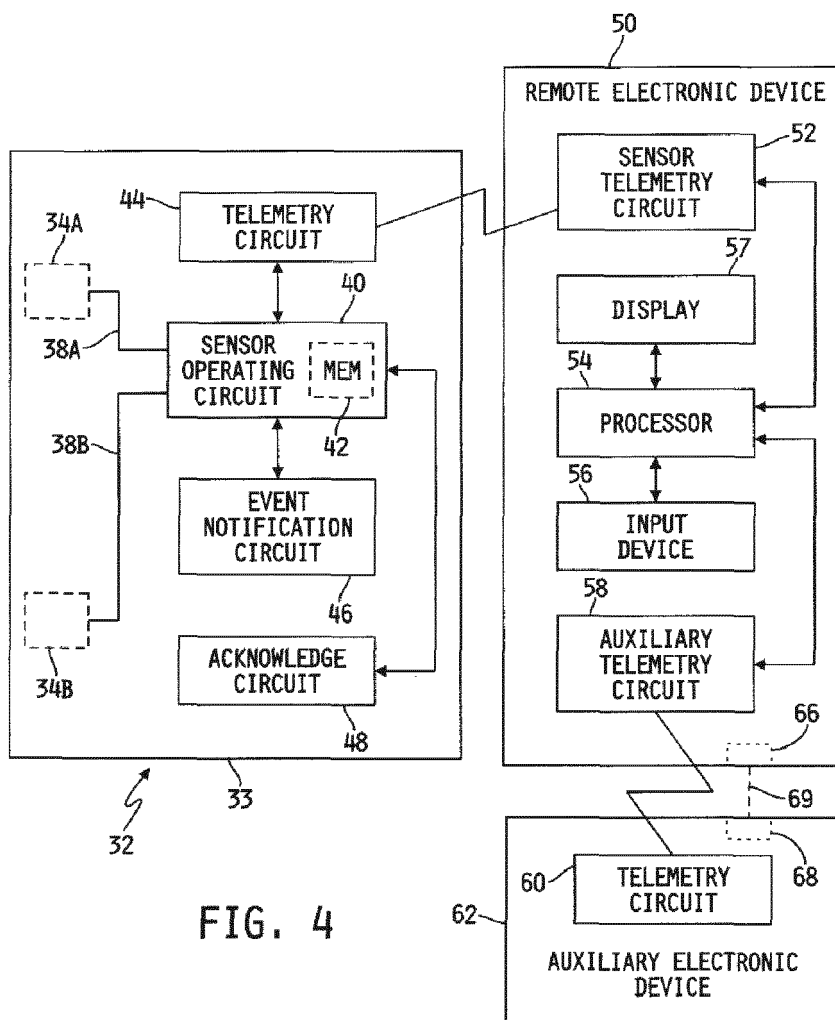 50
REMOTE ELECTRONIC DEVICE
52
SENSOR
TELEMETRY
CIRCUIT
44
TELEMETRY
CIRCUIT
34A
57
DISPLAY
40
38A
SENSOR
OPERATING
CIRCUIT
MEM
42
54
PROCESSOR
38B
56
INPUT
DEVICE
EVENT
NOTIFICATION
CIRCUIT
46
58
AUXILIARY
TELEMETRY
CIRCUIT
34B
ACKNOWLEDGE
CIRCUIT
48
66
33
69
32
68
60
TELEMETRY
CIRCUIT
62
AUXILIARY ELECTRONIC
DEVICE
FIG. 4